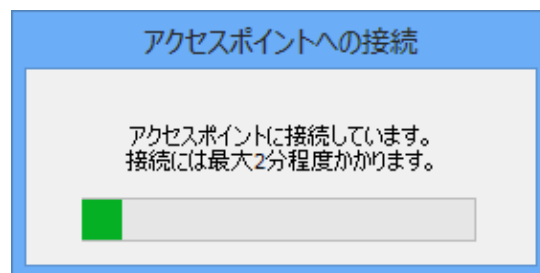 アクセスポイントへの接続
アクセスポイントに接続しています。
接続には最大2分程度かかります。